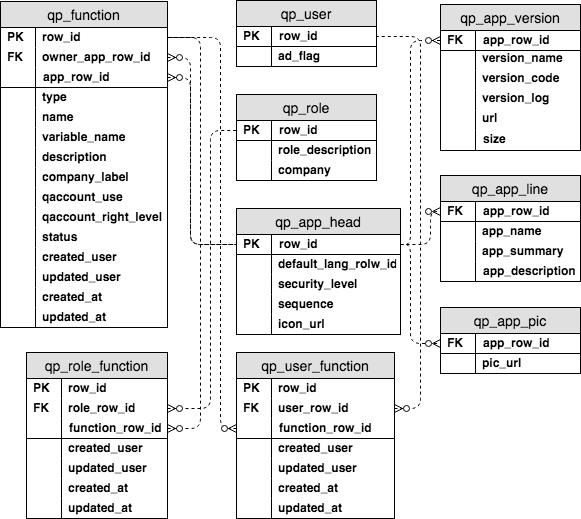 qp_function
PK row_id
FK owner_app_row_id
app_row_id
type
name
variable_name
description
company_label
qaccount_use
qaccount_right_level
status
created_user
updated_user
created_at
updated_at
qp_user
PK row_id
ad_flag
qp_role
PK row_id
role_description
company
qp_app_head
PK row_id
default_lang_rolw_id
security_level
sequence
icon_url
qp_app_version
FK app_row_id
version_name
version_code
version_log
url
size
qp_app_line
FK app_row_id
app_name
app_summary
app_description
qp_app_pic
FK app_row_id
pic_url
qp_role_function
PK row_id
FK role_row_id
function_row_id
created_user
updated_user
created_at
updated_at
qp_user_function
PK row_id
FK user_row_id
function_row_id
created_user
updated_user
created_at
updated_at